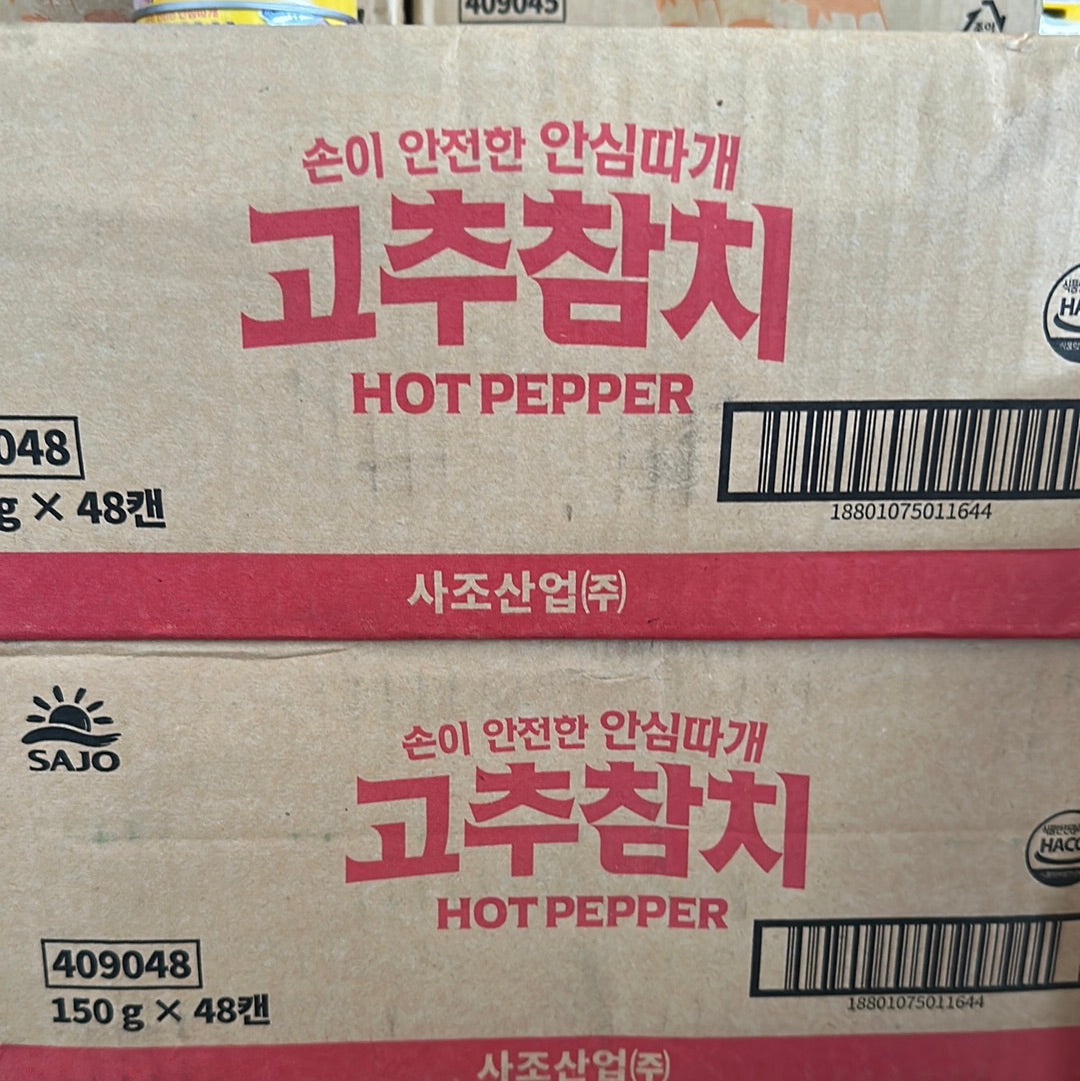 409045
손이 안전한 안심따개
고추참치
HOT PEPPER
048
g × 48캔
18801075011644
사조산업(주)
SAJO
손이 안전한 안심따개
고추참치
HOT PEPPER
HACC
409048
150 g × 48캔
18801075011644
사조산업(주)